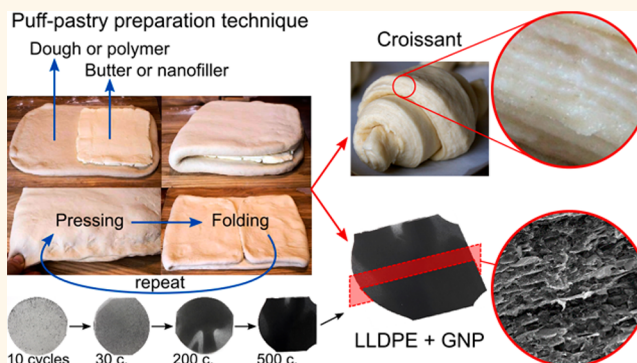 Puff-pastry preparation technique
Dough or polymer
Butter or nanofiller
Croissant
Pressing
Folding
repeat
10 cycles
30 c.
200 c.
500 c.
LLDPE + GNP